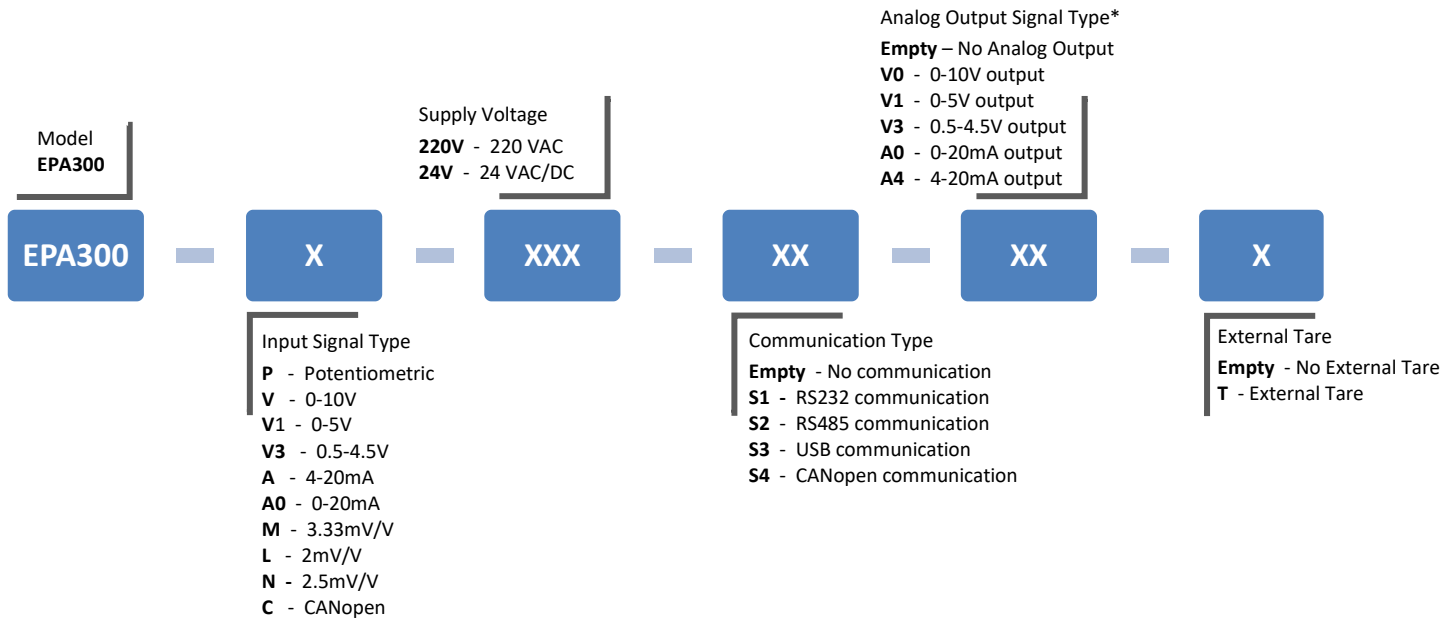 Model
EPA300
Supply Voltage
220V - 220 VAC
24V - 24 VAC/DC
Analog Output Signal Type*
Empty – No Analog Output
V0 - 0-10V output
V1 - 0-5V output
V3 - 0.5-4.5V output
A0 - 0-20mA output
A4 - 4-20mA output
EPA300 X XXX XX XX X
Input Signal Type
P - Potentiometric
V - 0-10V
V1 - 0-5V
V3 - 0.5-4.5V
A - 4-20mA
A0 - 0-20mA
M - 3.33mV/V
L - 2mV/V
N - 2.5mV/V
C - CANopen
Communication Type
Empty - No communication
S1 - RS232 communication
S2 - RS485 communication
S3 - USB communication
S4 - CANopen communication
External Tare
Empty - No External Tare
T - External Tare